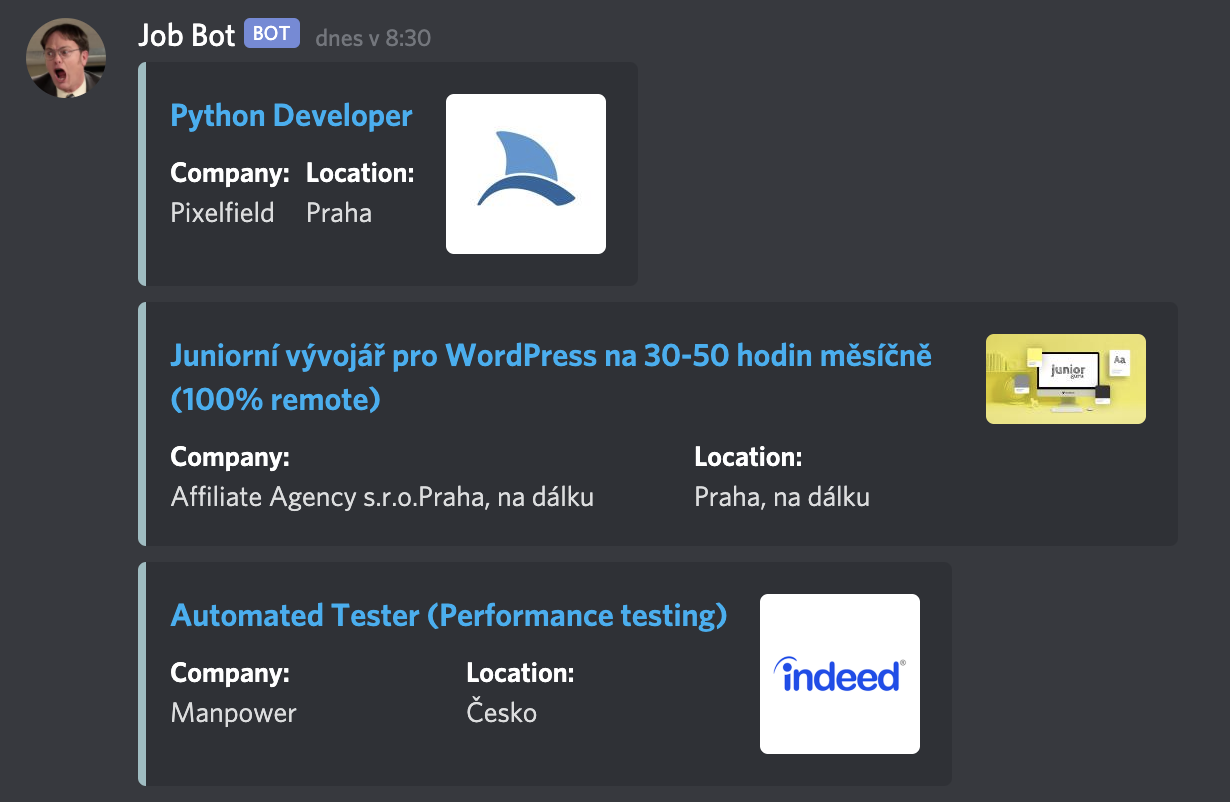 Job Bot BOT dnes v 8:30
Python Developer
Company: Location:
Pixelfield Praha
Juniorní vývojář pro WordPress na 30-50 hodin měsíčně
(100% remote)
junior
guru
Aa
Company: Location:
Affiliate Agency s.r.o.Praha, na dálku Praha, na dálku
Automated Tester (Performance testing)
Company: Location:
Manpower Česko
indeed®